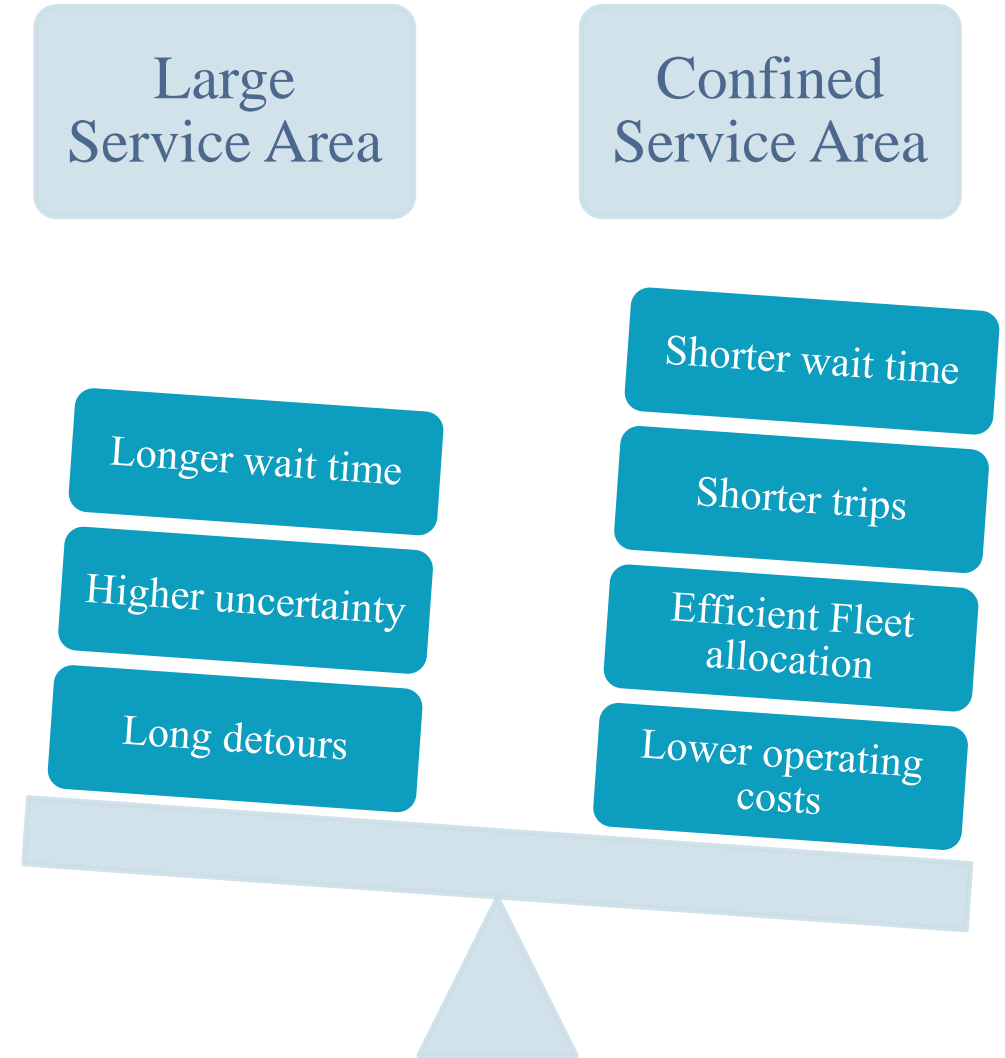 Large
Service Area
Confined
Service Area
Longer wait time
Higher uncertainty
Long detours
Shorter wait time
Shorter trips
Efficient Fleet
allocation
Lower operating
costs